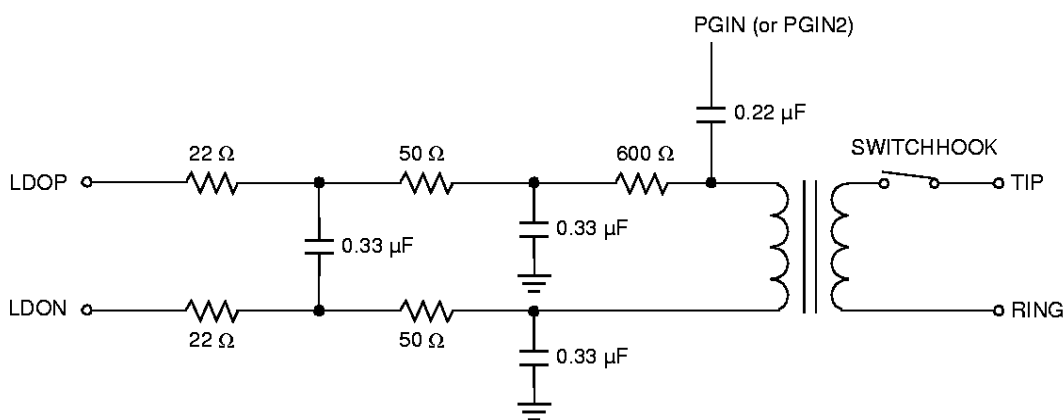 PGIN (or PGIN2)
0.22 µF
SWITCHHOOK
22 Ω
50 Ω
600 Ω
LDOP
TIP
0.33 µF
0.33 µF
LDON
RING
22 Ω
50 Ω
0.33 µF